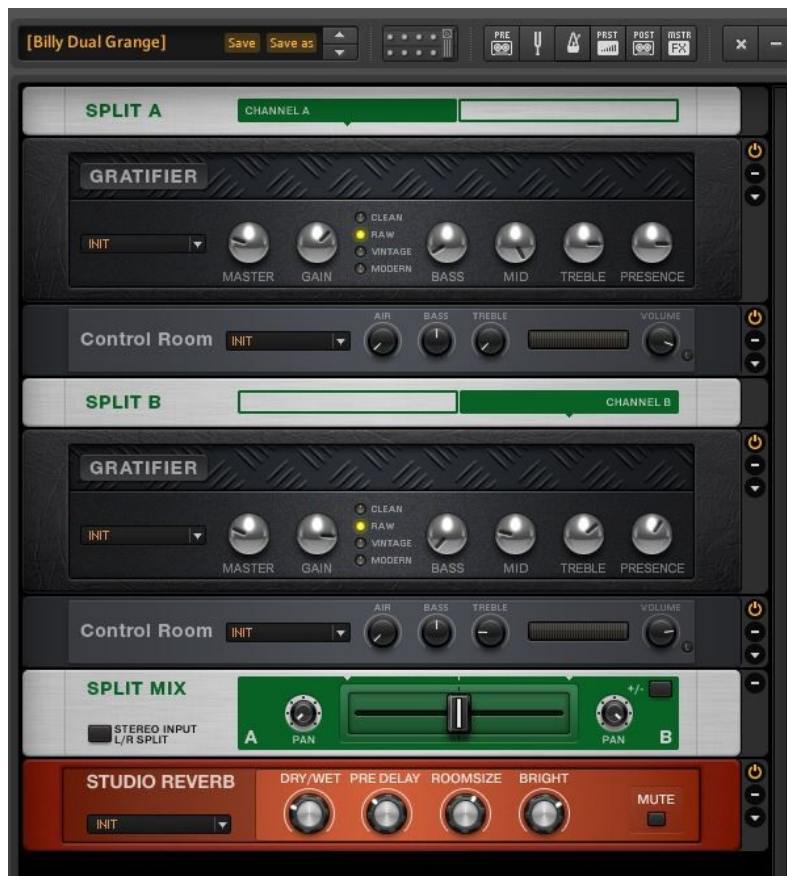 [Billy Dual Grange] Save Save as PRE PRST POST MSTR FX
SPLIT A CHANNEL A
GRATIFIER
CLEAN
INIT RAW
VINTAGE
MODERN
MASTER GAIN BASS MID TREBLE PRESENCE
AIR BASS TREBLE VOLUME
Control Room INIT
SPLIT B CHANNEL B
GRATIFIER
CLEAN
INIT RAW
VINTAGE
MODERN
MASTER GAIN BASS MID TREBLE PRESENCE
AIR BASS TREBLE VOLUME
Control Room INIT
SPLIT MIX +/-
STEREO INPUT
L/R SPLIT A PAN PAN B
STUDIO REVERB DRY/WET PRE DELAY ROOMSIZE BRIGHT
MUTE
INIT